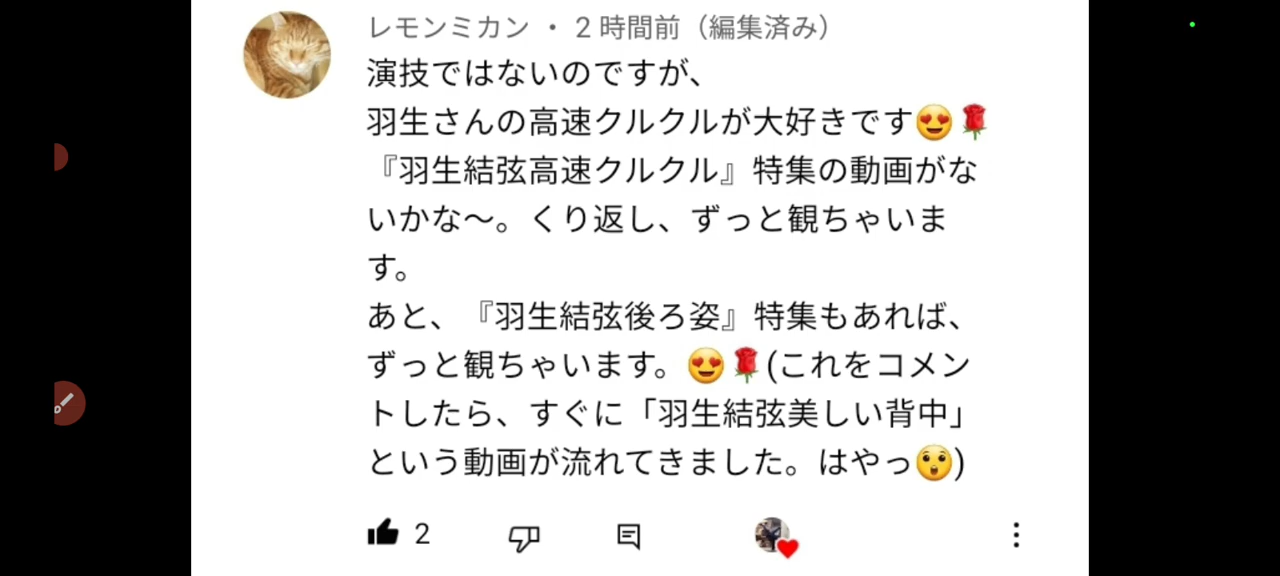 レモンミカン ・ 2 時間前（編集済み）
演技ではないのですが、
羽生さんの高速クルクルが大好きです😍🌹
『羽生結弦高速クルクル』特集の動画がな
いかな〜。くり返し、ずっと観ちゃいま
す。
あと、『羽生結弦後ろ姿』特集もあれば、
ずっと観ちゃいます。😍🌹(これをコメン
トしたら、すぐに「羽生結弦美しい背中」
という動画が流れてきました。はやっ😯)
2